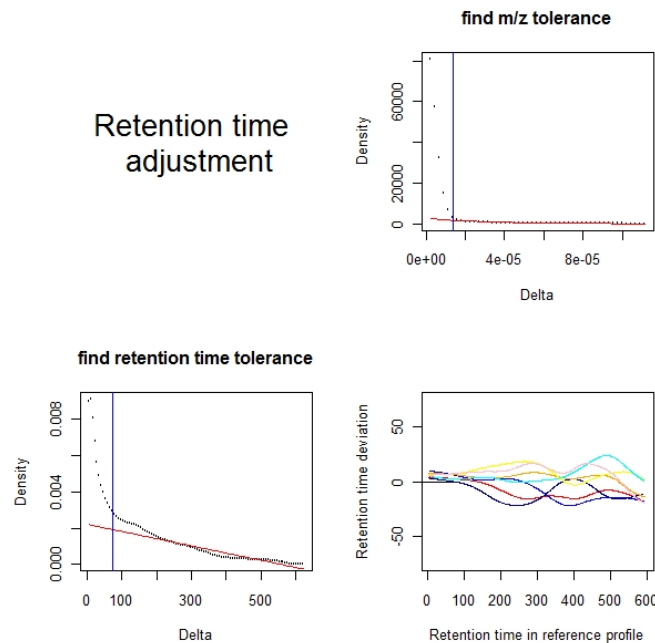 find m/z tolerance
Retention time
adjustment
Density
0 20000 60000
0e+00 4e-05 8e-05
Delta
find retention time tolerance
Density
0.000 0.004 0.008
0 100 300 500
Delta
Retention time deviation
-50 0 50
0 100 200 300 400 500 600
Retention time in reference profile